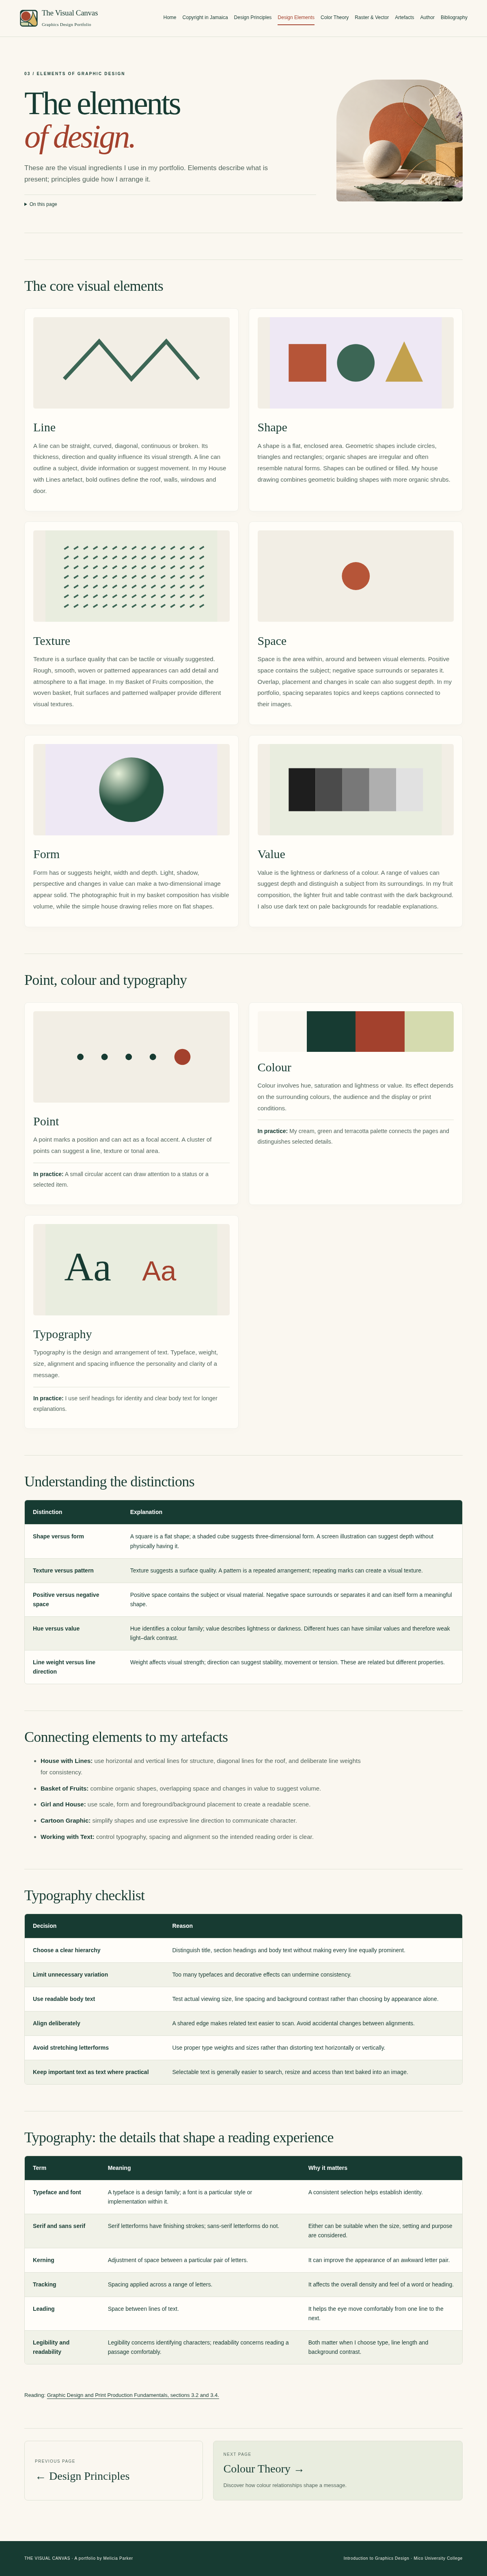 The Visual Canvas
Graphics Design Portfolio
Home Copyright in Jamaica Design Principles Design Elements Color Theory Raster & Vector Artefacts Author Bibliography
03 / ELEMENTS OF GRAPHIC DESIGN
The elements
of design.
These are the visual ingredients I use in my portfolio. Elements describe what is
present; principles guide how I arrange it.
On this page
The core visual elements
Line
A line can be straight, curved, diagonal, continuous or broken. Its
thickness, direction and quality influence its visual strength. A line can
outline a subject, divide information or suggest movement. In my House
with Lines artefact, bold outlines define the roof, walls, windows and
door.
Shape
A shape is a flat, enclosed area. Geometric shapes include circles,
triangles and rectangles; organic shapes are irregular and often
resemble natural forms. Shapes can be outlined or filled. My house
drawing combines geometric building shapes with more organic shrubs.
Texture
Texture is a surface quality that can be tactile or visually suggested.
Rough, smooth, woven or patterned appearances can add detail and
atmosphere to a flat image. In my Basket of Fruits composition, the
woven basket, fruit surfaces and patterned wallpaper provide different
visual textures.
Space
Space is the area within, around and between visual elements. Positive
space contains the subject; negative space surrounds or separates it.
Overlap, placement and changes in scale can also suggest depth. In my
portfolio, spacing separates topics and keeps captions connected to
their images.
Form
Form has or suggests height, width and depth. Light, shadow,
perspective and changes in value can make a two-dimensional image
appear solid. The photographic fruit in my basket composition has visible
volume, while the simple house drawing relies more on flat shapes.
Value
Value is the lightness or darkness of a colour. A range of values can
suggest depth and distinguish a subject from its surroundings. In my fruit
composition, the lighter fruit and table contrast with the dark background.
I also use dark text on pale backgrounds for readable explanations.
Point, colour and typography
Point
A point marks a position and can act as a focal accent. A cluster of
points can suggest a line, texture or tonal area.
In practice: A small circular accent can draw attention to a status or a
selected item.
Colour
Colour involves hue, saturation and lightness or value. Its effect depends
on the surrounding colours, the audience and the display or print
conditions.
In practice: My cream, green and terracotta palette connects the pages and
distinguishes selected details.
Aa Aa
Typography
Typography is the design and arrangement of text. Typeface, weight,
size, alignment and spacing influence the personality and clarity of a
message.
In practice: I use serif headings for identity and clear body text for longer
explanations.
Understanding the distinctions
Distinction Explanation
Shape versus form A square is a flat shape; a shaded cube suggests three-dimensional form. A screen illustration can suggest depth without
physically having it.
Texture versus pattern Texture suggests a surface quality. A pattern is a repeated arrangement; repeating marks can create a visual texture.
Positive versus negative Positive space contains the subject or visual material. Negative space surrounds or separates it and can itself form a meaningful
space shape.
Hue versus value Hue identifies a colour family; value describes lightness or darkness. Different hues can have similar values and therefore weak
light–dark contrast.
Line weight versus line Weight affects visual strength, direction can suggest stability, movement or tension. These are related but different properties.
direction
Connecting elements to my artefacts
• House with Lines: use horizontal and vertical lines for structure, diagonal lines for the roof, and deliberate line weights
for consistency.
• Basket of Fruits: combine organic shapes, overlapping space and changes in value to suggest volume.
• Girl and House: use scale, form and foreground/background placement to create a readable scene.
• Cartoon Graphic: simplify shapes and use expressive line direction to communicate character.
• Working with Text: control typography, spacing and alignment so the intended reading order is clear.
Typography checklist
Decision Reason
Choose a clear hierarchy Distinguish title, section headings and body text without making every line equally prominent.
Limit unnecessary variation Too many typefaces and decorative effects can undermine consistency.
Use readable body text Test actual viewing size, line spacing and background contrast rather than choosing by appearance alone.
Align deliberately A shared edge makes related text easier to scan. Avoid accidental changes between alignments.
Avoid stretching letterforms Use proper type weights and sizes rather than distorting text horizontally or vertically.
Keep important text as text where practical Selectable text is generally easier to search, resize and access than text baked into an image.
Typography: the details that shape a reading experience
Term Meaning Why it matters
Typeface and font A typeface is a design family; a font is a particular style or A consistent selection helps establish identity.
implementation within it.
Serif and sans serif Serif letterforms have finishing strokes; sans-serif letterforms do not. Either can be suitable when the size, setting and purpose
are considered.
Kerning Adjustment of space between a particular pair of letters. It can improve the appearance of an awkward letter pair.
Tracking Spacing applied across a range of letters. It affects the overall density and feel of a word or heading.
Leading Space between lines of text. It helps the eye move comfortably from one line to the
next.
Legibility and Legibility concerns identifying characters; readability concerns reading a Both matter when I choose type, line length and
readability passage comfortably. background contrast.
Reading: Graphic Design and Print Production Fundamentals, sections 3.2 and 3.4.
PREVIOUS PAGE
← Design Principles
NEXT PAGE
Colour Theory →
Discover how colour relationships shape a message.
THE VISUAL CANVAS · A portfolio by Melicia Parker
Introduction to Graphics Design · Mico University College